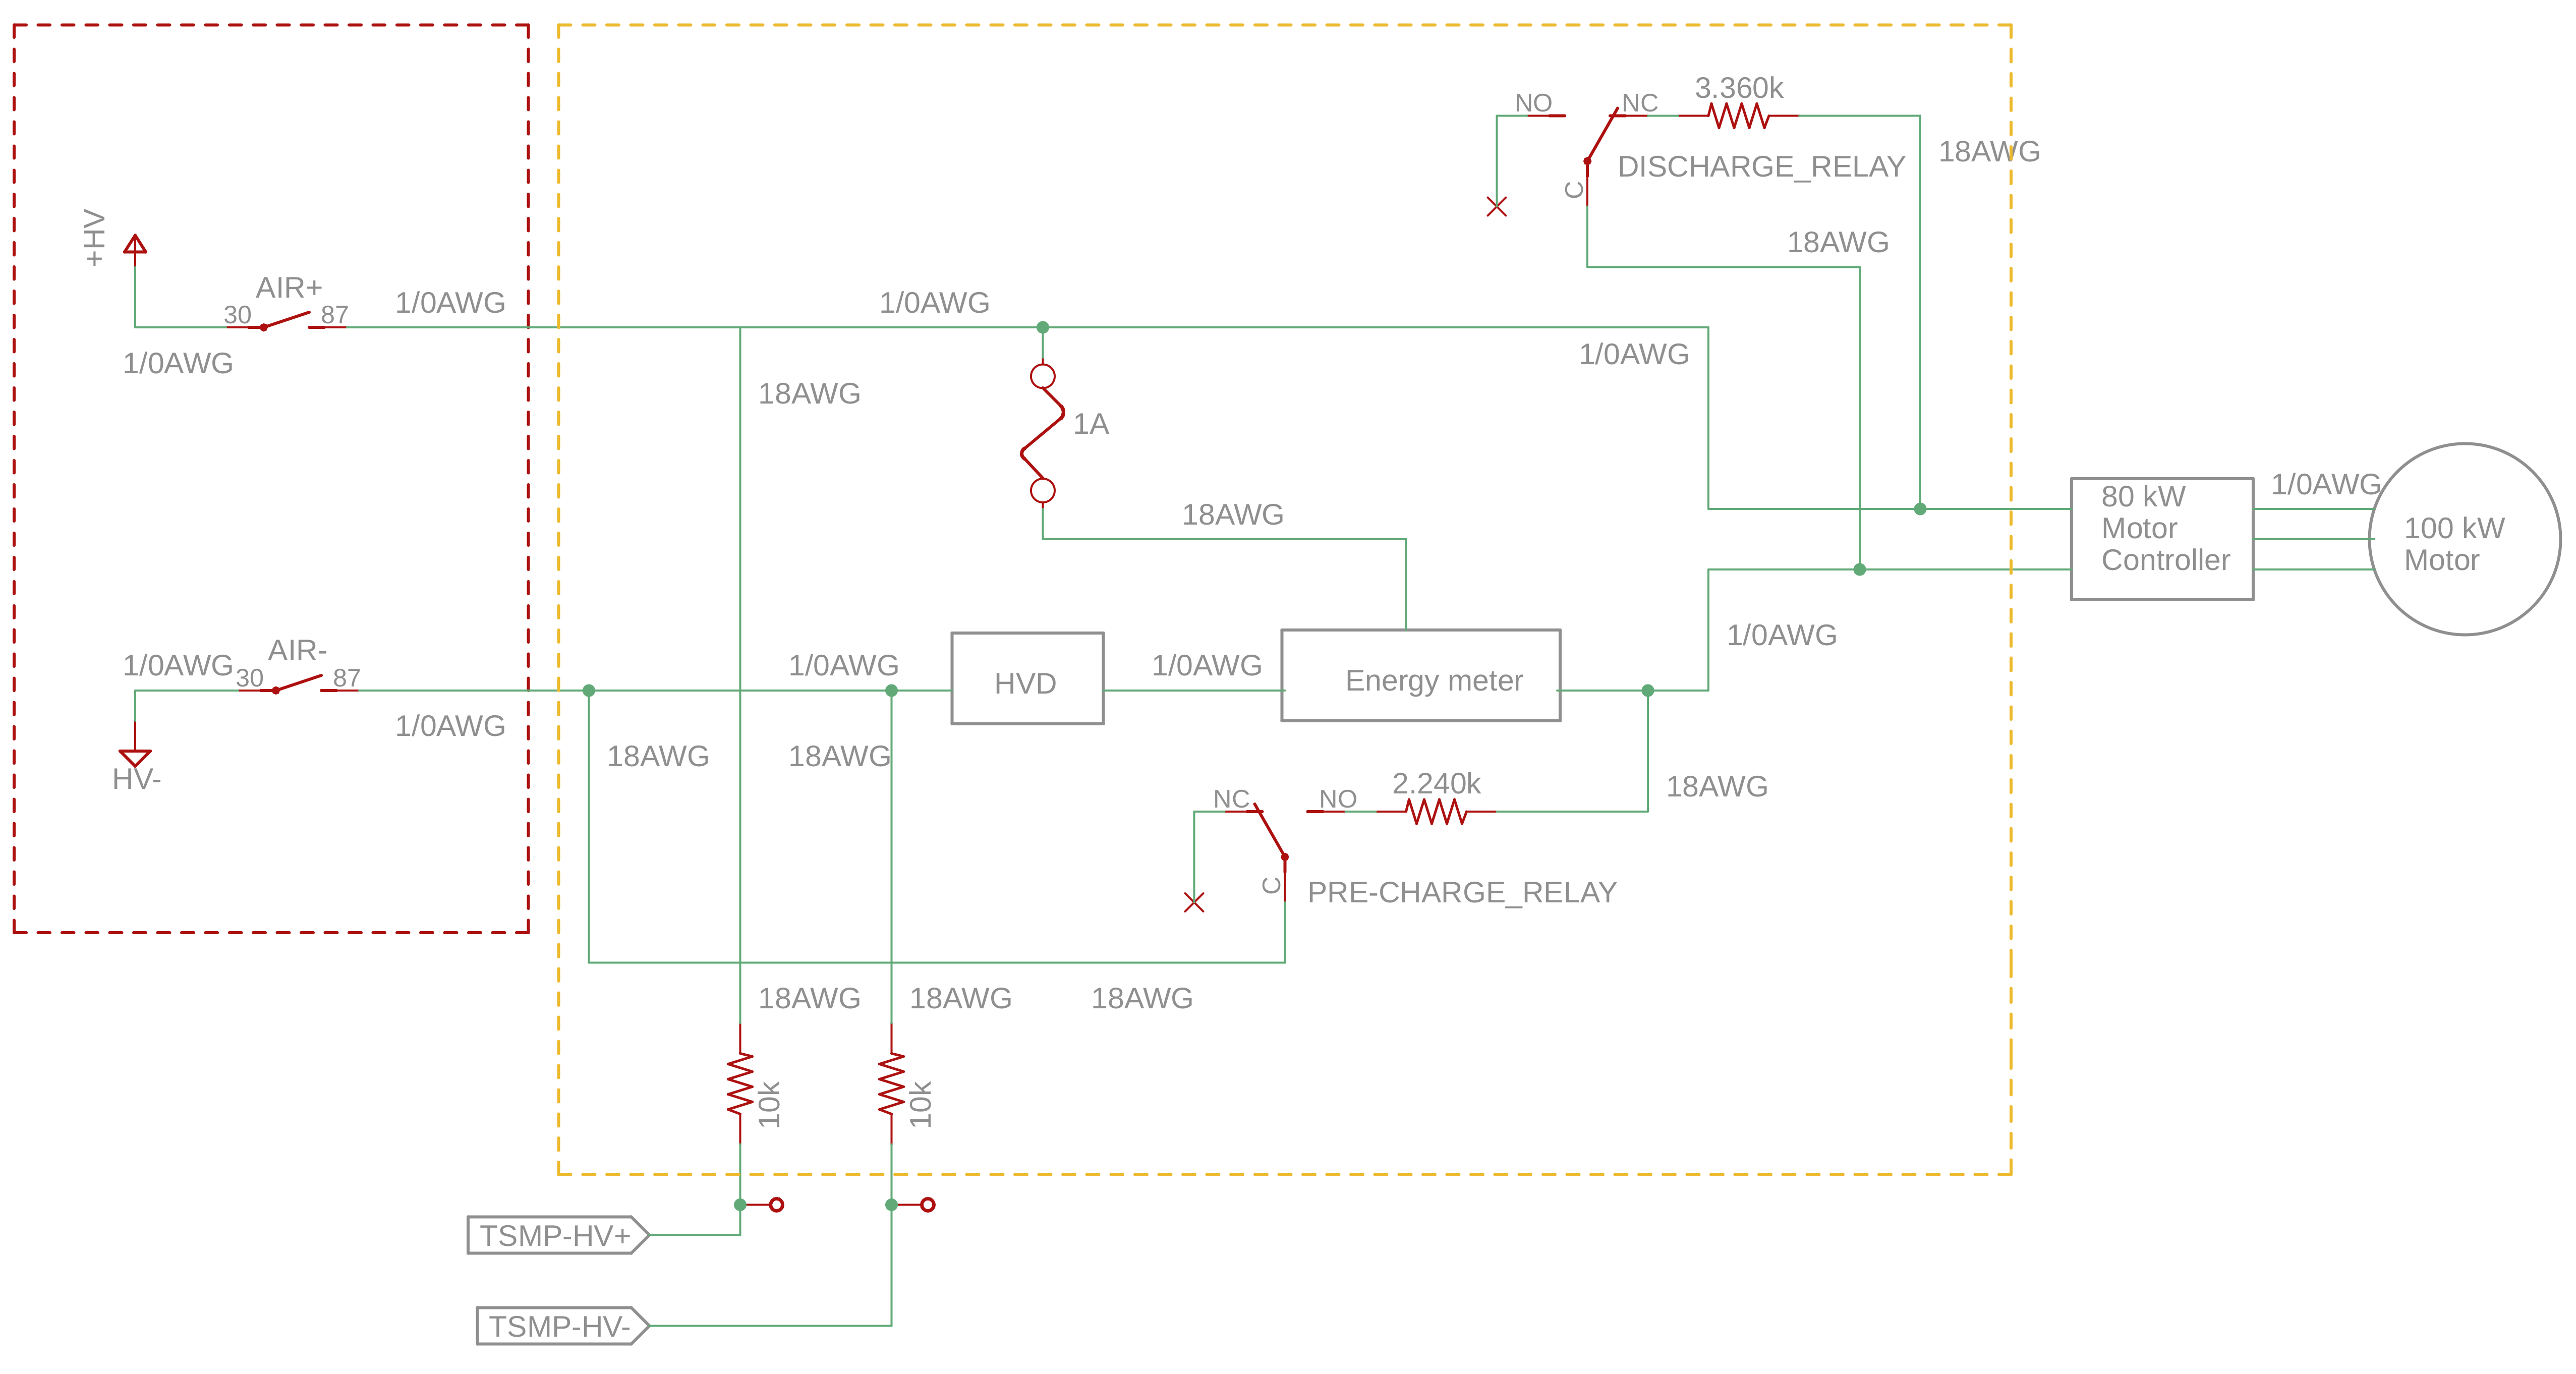 3.360k
NO
NC
18AWG
DISCHARGE_RELAY
C
+HV
18AWG
AIR+
30
87
1/0AWG
1/0AWG
1/0AWG
1/0AWG
18AWG
1A
18AWG
1/0AWG
80 kW
Motor
Controller
100 kW
Motor
1/0AWG
AIR-
1/0AWG
30
87
1/0AWG
HVD
1/0AWG
Energy meter
1/0AWG
1/0AWG
HV-
18AWG
18AWG
2.240k
NC
NO
18AWG
C
PRE-CHARGE_RELAY
18AWG
18AWG
18AWG
10k
10k
TSMP-HV+
TSMP-HV-